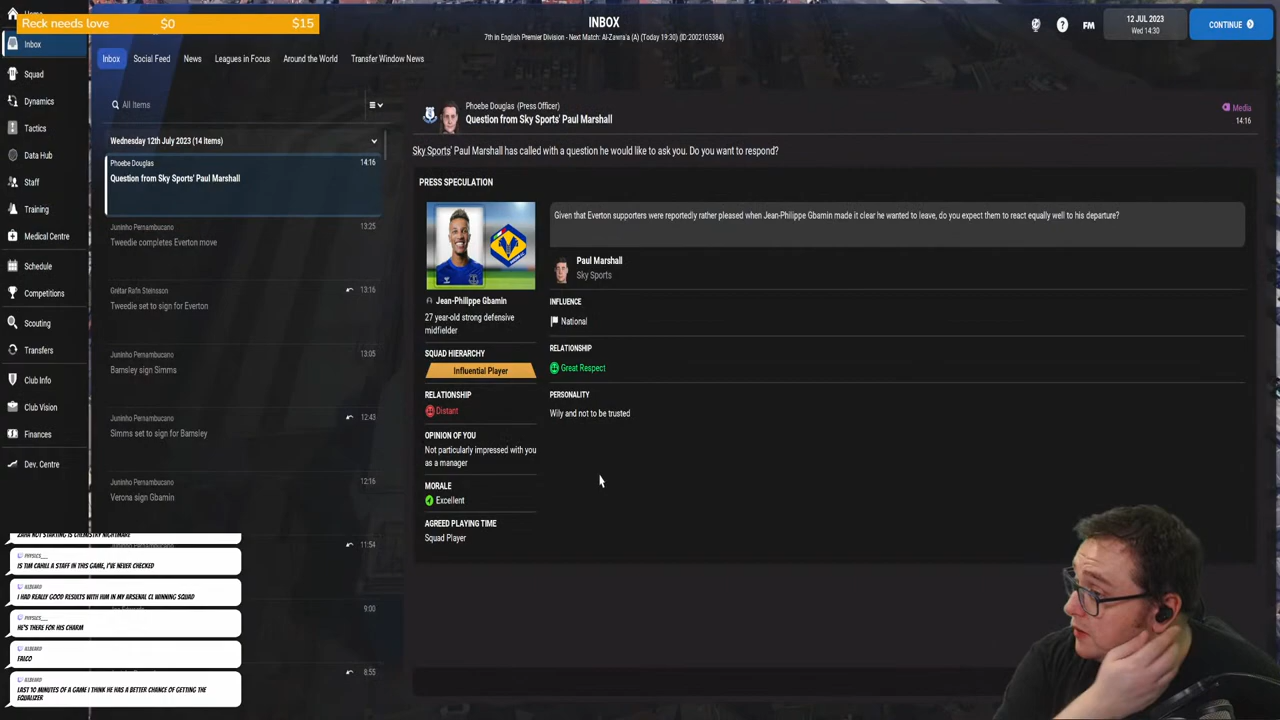 Home
Reck needs love $0 $15
Inbox
Squad
Dynamics
Tactics
Data Hub
Staff
Training
Medical Centre
Schedule
Competitions
Scouting
Transfers
Club Info
Club Vision
Finances
Dev. Centre
INBOX
7th in English Premier Division - Next Match: Al-Zawra'a (A) (Today 19:30) (ID:2002105384)
FM
12 JUL 2023
Wed 14:30
CONTINUE
Inbox Social Feed News Leagues in Focus Around the World Transfer Window News
All Items
Wednesday 12th July 2023 (14 items)
Phoebe Douglas 14:16
Question from Sky Sports' Paul Marshall
Juninho Pernambucano 13:25
Tweedie completes Everton move
Grétar Rafn Steinsson 13:16
Tweedie set to sign for Everton
Juninho Pernambucano 13:05
Barnsley sign Simms
Juninho Pernambucano 12:43
Simms set to sign for Barnsley
Juninho Pernambucano 12:16
Verona sign Gbamin
11:54
9:00
8:55
Phoebe Douglas (Press Officer)
Question from Sky Sports' Paul Marshall
Media
14:16
Sky Sports' Paul Marshall has called with a question he would like to ask you. Do you want to respond?
PRESS SPECULATION
Jean-Philippe Gbamin
27 year-old strong defensive
midfielder
SQUAD HIERARCHY
Influential Player
RELATIONSHIP
Distant
OPINION OF YOU
Not particularly impressed with you
as a manager
MORALE
Excellent
AGREED PLAYING TIME
Squad Player
Given that Everton supporters were reportedly rather pleased when Jean-Philippe Gbamin made it clear he wanted to leave, do you expect them to react equally well to his departure?
Paul Marshall
Sky Sports
INFLUENCE
National
RELATIONSHIP
Great Respect
PERSONALITY
Wily and not to be trusted
NOT STARTING IS CHEMISTRY NIGHTMARE
PHYSICS__
IS TIM CAHILL A STAFF IN THIS GAME, I'VE NEVER CHECKED
I HAD REALLY GOOD RESULTS WITH HIM IN MY ARSENAL CL WINNING SQUAD
PHYSICS__
HE'S THERE FOR HIS CHARM
FALCO
LAST 10 MINUTES OF A GAME I THINK HE HAS A BETTER CHANCE OF GETTING THE
EQUALIZER